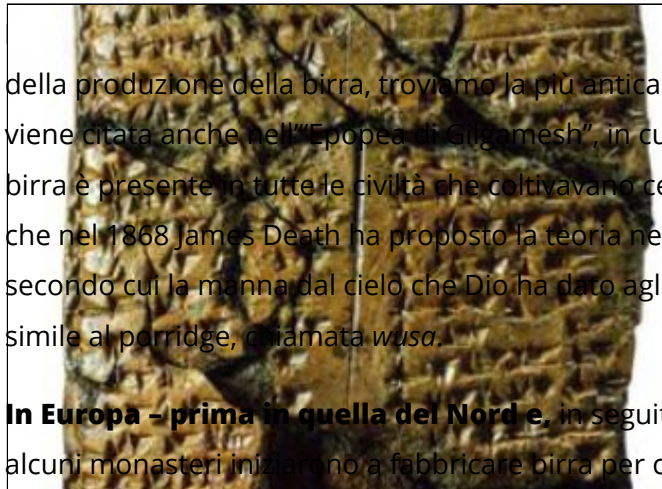 della produzione della birra, troviamo la più antica
viene citata anche nell'“Epopea di Gilgamesh”, in cu
birra è presente in tutte le civiltà che coltivavano ce
che nel 1868 James Death ha proposto la teoria ne
secondo cui la manna dal cielo che Dio ha dato agl
simile al porridge, chiamata wusa.
In Europa – prima in quella del Nord e, in seguit
alcuni monasteri iniziarono a fabbricare birra per c